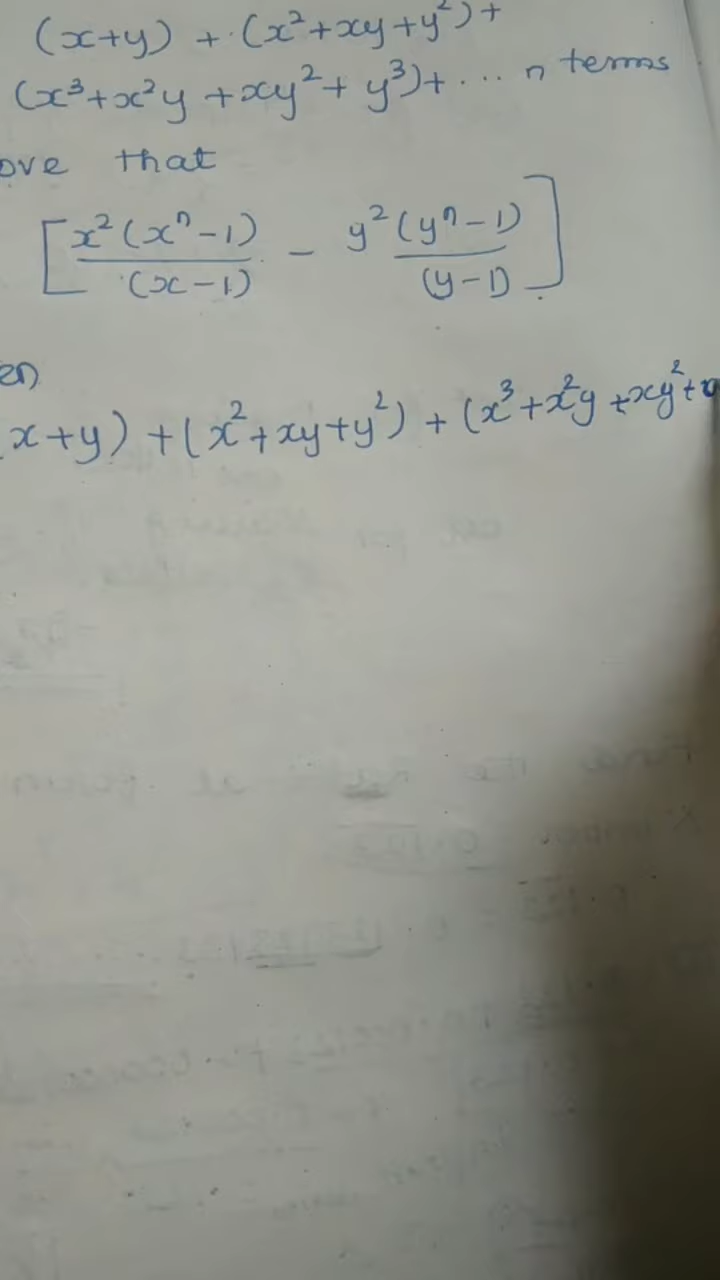 (x+y) + (x²+xy+y²)+
(x³+x²y+xy²+y³)+... n terms
ove that
[x²(xⁿ-1)/(x-1) - y²(yⁿ-1)/(y-1)]
en
x+y)+(x²+xy+y²)+(x³+x²y+xy²+